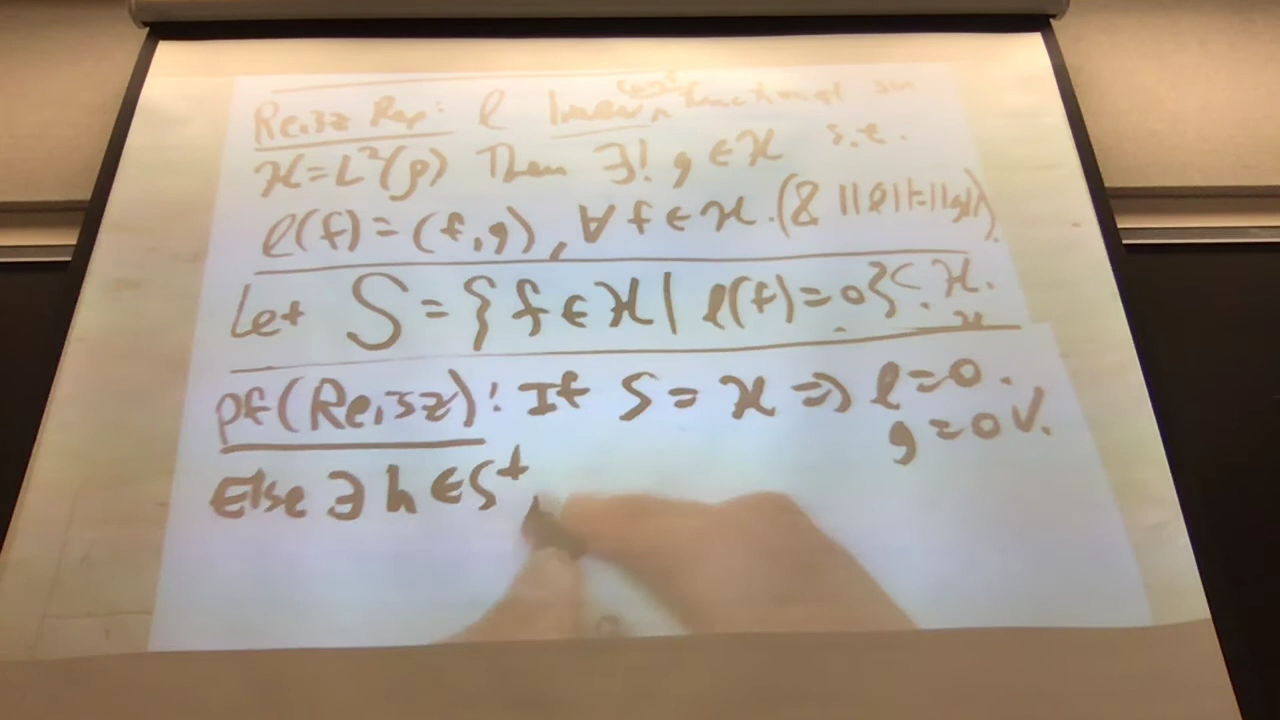 Reisz Rep: ℓ linear^cont functional on
ℋ=L²(ρ) Then ∃! g ∈ ℋ s.t.
ℓ(f)=(f,g), ∀ f ∈ ℋ. (& ||ℓ||=||g||).
Let S = {f ∈ ℋ | ℓ(f)=0} ⊂ ℋ.
pf(Reisz): If S = ℋ ⇒ ℓ=0.
g=0 √.
Else ∃ h ∈ S⊥